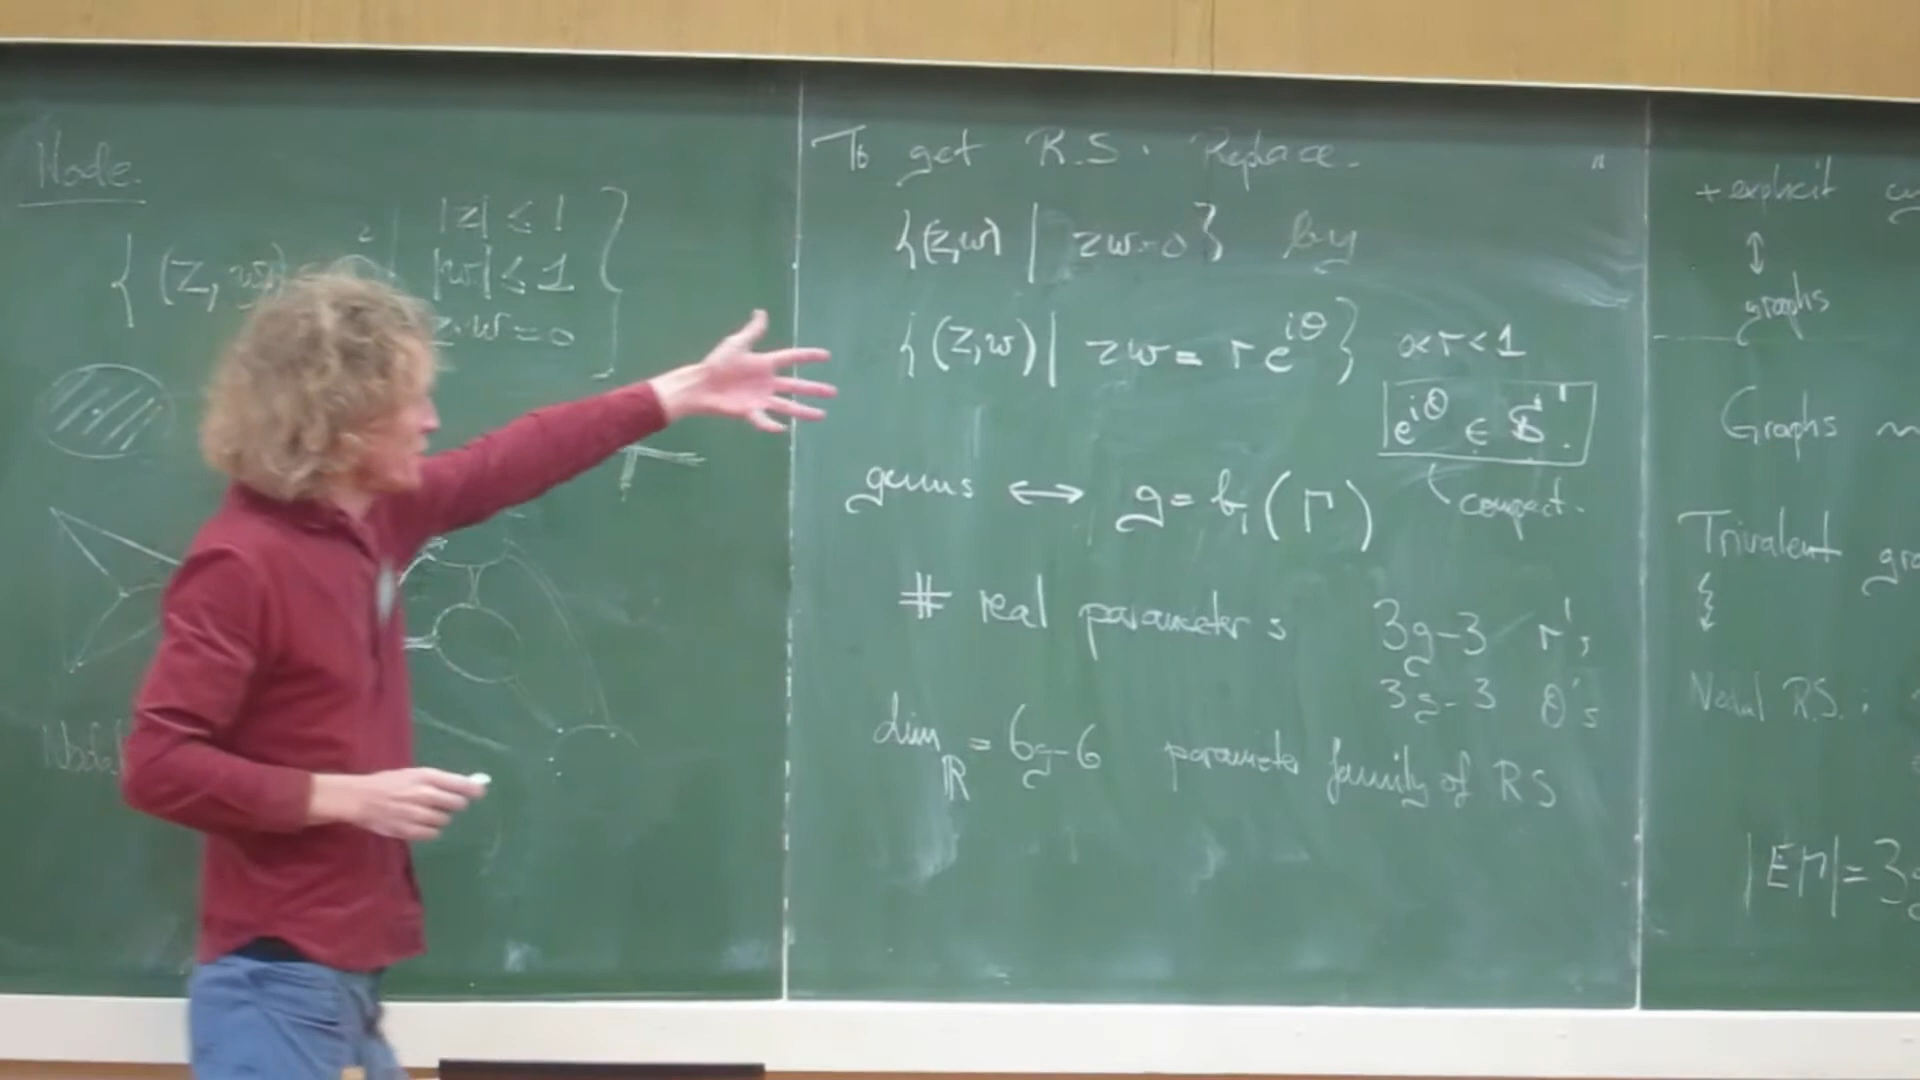 Node.
{ (z, w) | |z| ≤ 1
|w| ≤ 1
z·w = 0 }
Nodal
To get R.S. Replace.
{(z,w) | zw=0} by
{(z,w) | zw = r e^{iθ}} 0<r<1
e^{iθ} ∈ S¹.
compact.
genus ↔ g = b₁(Γ)
# real parameters 3g-3 r's
3g-3 θ's
dim_ℝ = 6g-6 parameter family of RS
+ explicit
↕
graphs
Graphs
Trivalent
Nodal R.S.:
|EΓ| = 3g